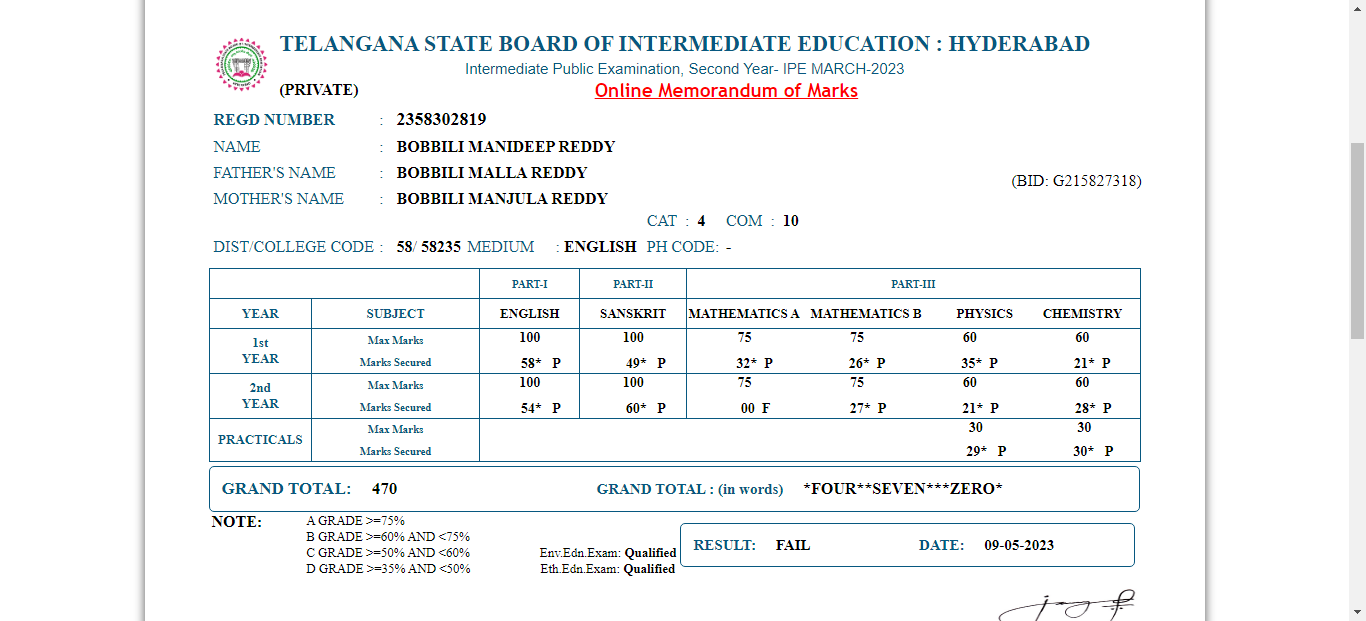 TELANGANA STATE BOARD OF INTERMEDIATE EDUCATION : HYDERABAD
Intermediate Public Examination, Second Year- IPE MARCH-2023
(PRIVATE) Online Memorandum of Marks
REGD NUMBER : 2358302819
NAME : BOBBILI MANIDEEP REDDY
FATHER'S NAME : BOBBILI MALLA REDDY
(BID: G215827318)
MOTHER'S NAME : BOBBILI MANJULA REDDY
CAT : 4 COM : 10
DIST/COLLEGE CODE : 58/ 58235 MEDIUM : ENGLISH PH CODE: -
PART-I PART-II PART-III
YEAR SUBJECT ENGLISH SANSKRIT MATHEMATICS A MATHEMATICS B PHYSICS CHEMISTRY
1st YEAR Max Marks 100 100 75 75 60 60
Marks Secured 58* P 49* P 32* P 26* P 35* P 21* P
2nd YEAR Max Marks 100 100 75 75 60 60
Marks Secured 54* P 60* P 00 F 27* P 21* P 28* P
PRACTICALS Max Marks 30 30
Marks Secured 29* P 30* P
GRAND TOTAL: 470 GRAND TOTAL : (in words) *FOUR**SEVEN***ZERO*
NOTE: A GRADE >=75%
B GRADE >=60% AND <75%
C GRADE >=50% AND <60%
D GRADE >=35% AND <50%
Env.Edn.Exam: Qualified
Eth.Edn.Exam: Qualified
RESULT: FAIL DATE: 09-05-2023